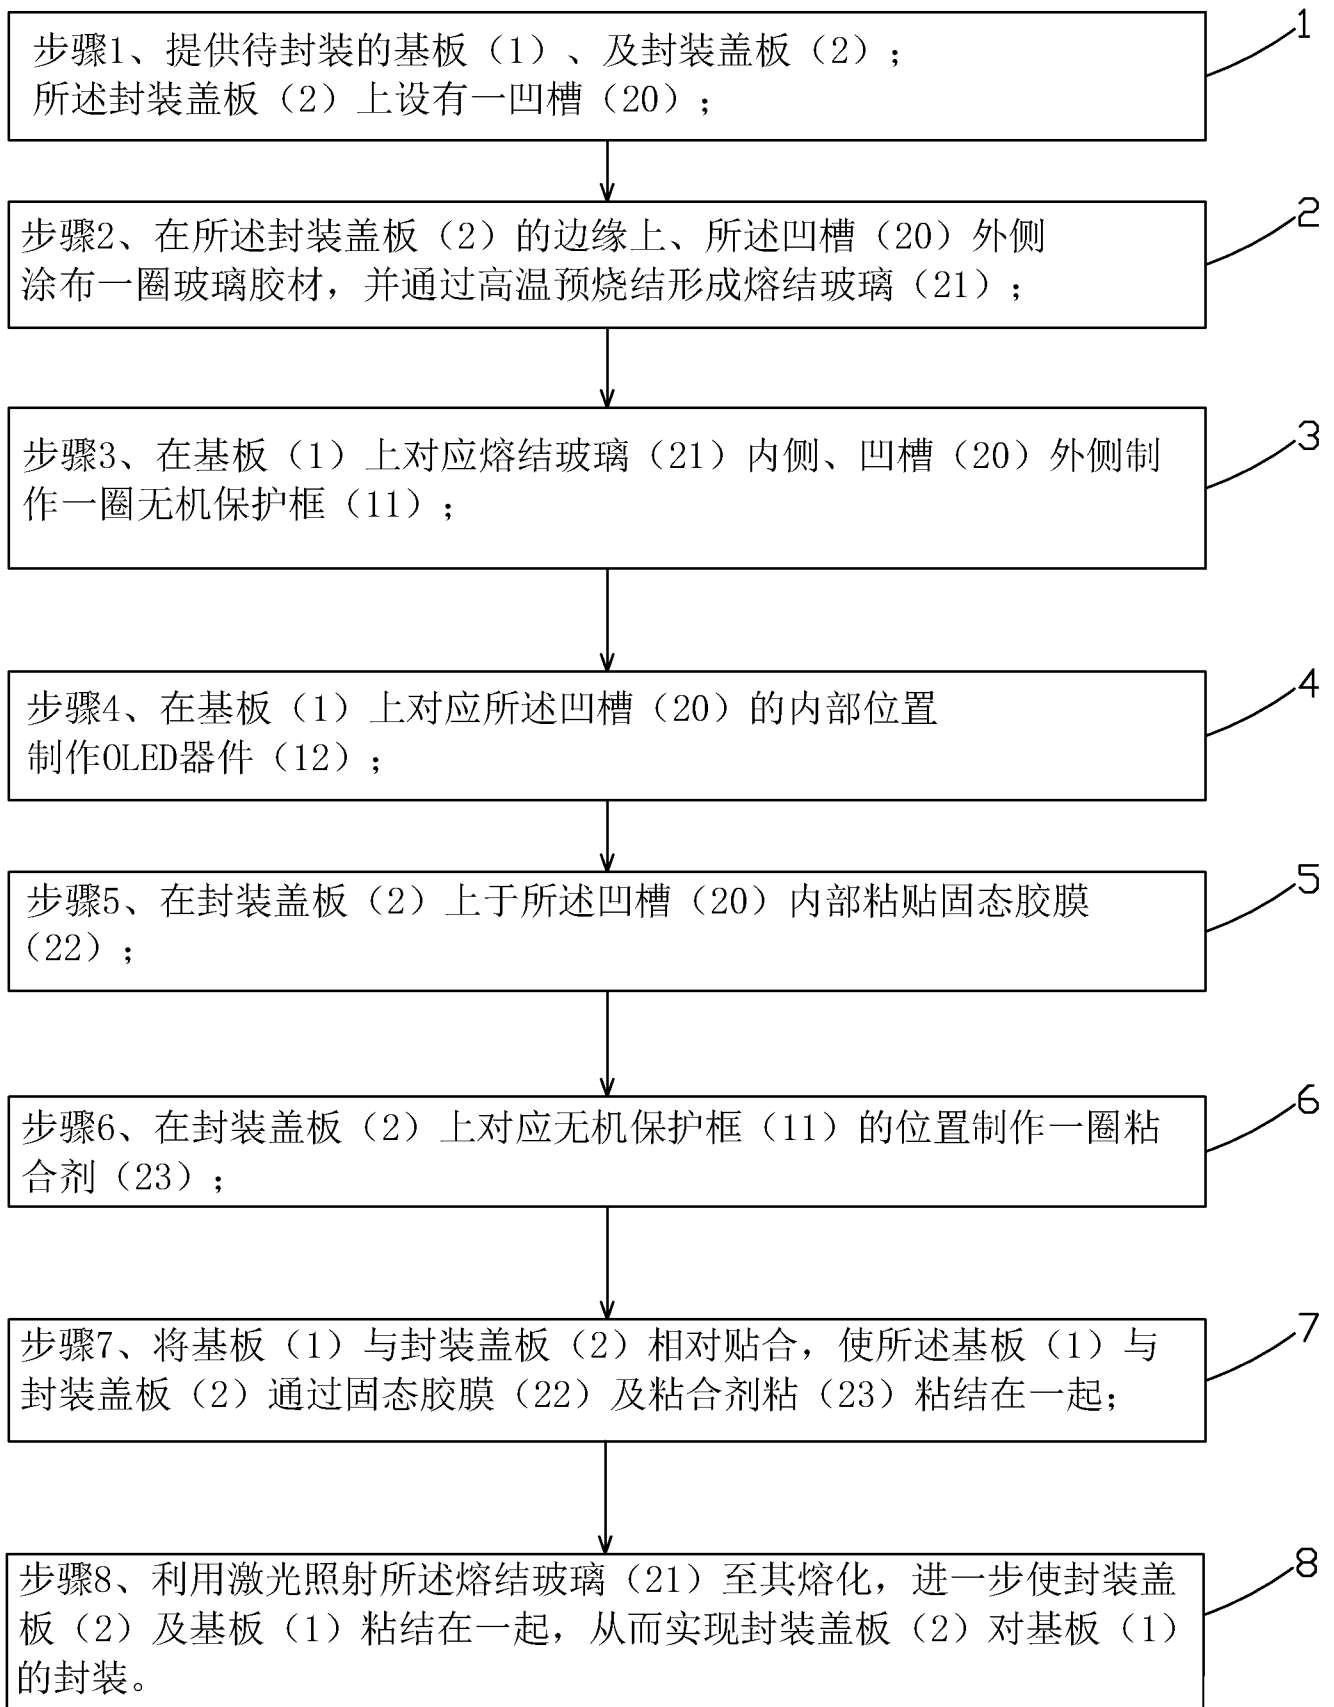 步骤1、提供待封装的基板（1）、及封装盖板（2）；
所述封装盖板（2）上设有一凹槽（20）；
1
步骤2、在所述封装盖板（2）的边缘上、所述凹槽（20）外侧
涂布一圈玻璃胶材，并通过高温预烧结形成熔结玻璃（21）；
2
步骤3、在基板（1）上对应熔结玻璃（21）内侧、凹槽（20）外侧制
作一圈无机保护框（11）；
3
步骤4、在基板（1）上对应所述凹槽（20）的内部位置
制作OLED器件（12）；
4
步骤5、在封装盖板（2）上于所述凹槽（20）内部粘贴固态胶膜
（22）；
5
步骤6、在封装盖板（2）上对应无机保护框（11）的位置制作一圈粘
合剂（23）；
6
步骤7、将基板（1）与封装盖板（2）相对贴合，使所述基板（1）与
封装盖板（2）通过固态胶膜（22）及粘合剂粘（23）粘结在一起；
7
步骤8、利用激光照射所述熔结玻璃（21）至其熔化，进一步使封装盖
板（2）及基板（1）粘结在一起，从而实现封装盖板（2）对基板（1）
的封装。
8